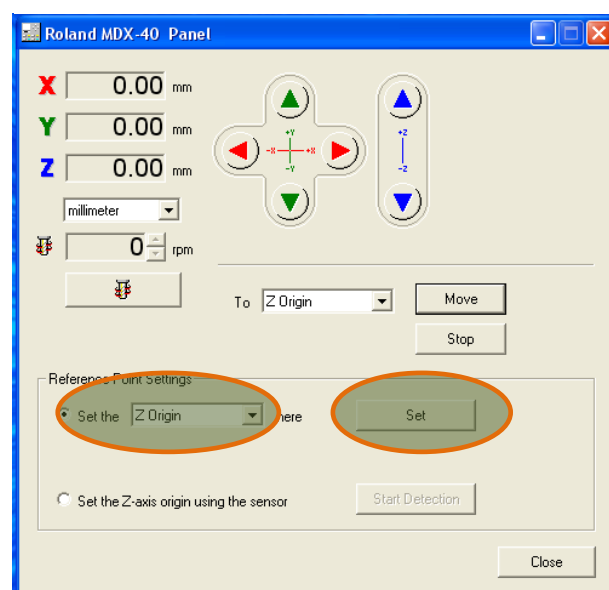 Roland MDX-40 Panel
X 0.00 mm
Y 0.00 mm
Z 0.00 mm
+Y
-X +X
-Y
+Z
-Z
millimeter
0 rpm
To Z Origin Move
Stop
Reference Point Settings
Set the Z Origin here Set
Set the Z-axis origin using the sensor Start Detection
Close